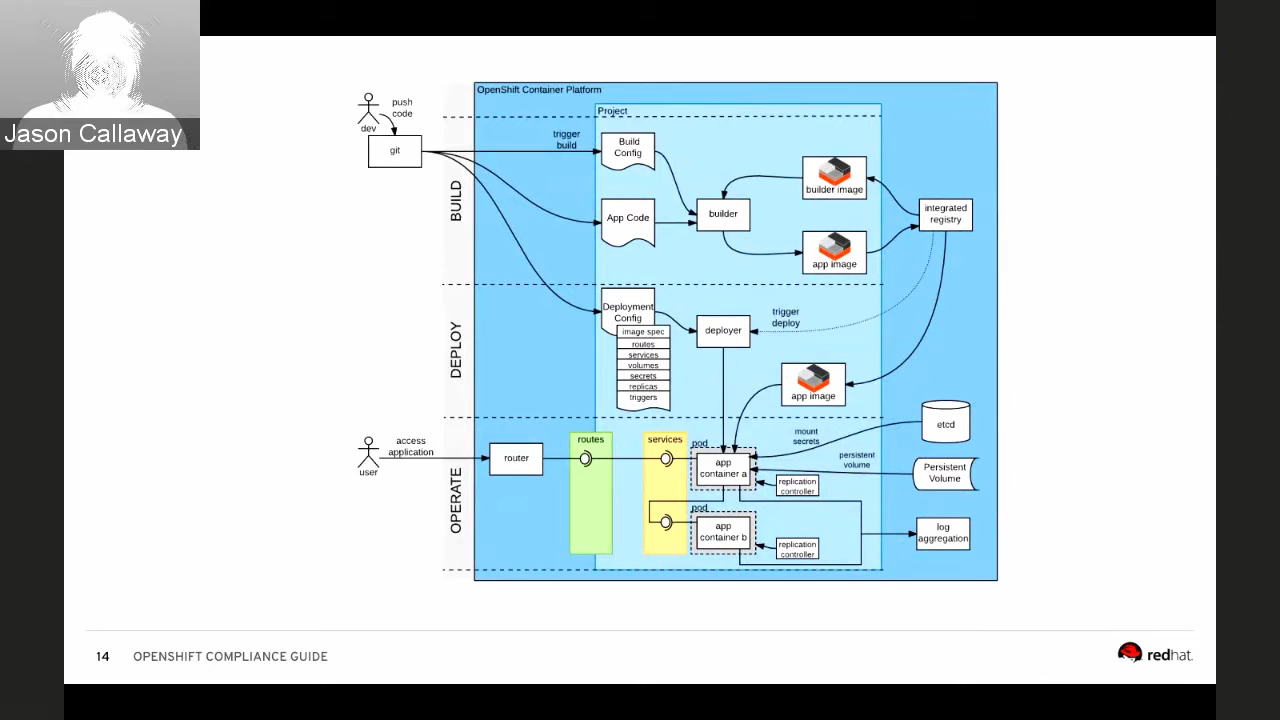 Jason Callaway
OpenShift Container Platform
Project
push
code
dev
git
trigger
build
Build
Config
App Code
builder
builder image
app image
integrated
registry
BUILD
Deployment
Config
image spec
routes
services
volumes
secrets
replicas
triggers
deployer
trigger
deploy
app image
DEPLOY
access
application
user
router
routes
services
pod
app
container a
replication
controller
pod
app
container b
replication
controller
mount
secrets
persistent
volume
etcd
Persistent
Volume
log
aggregation
OPERATE
14 OPENSHIFT COMPLIANCE GUIDE
redhat.